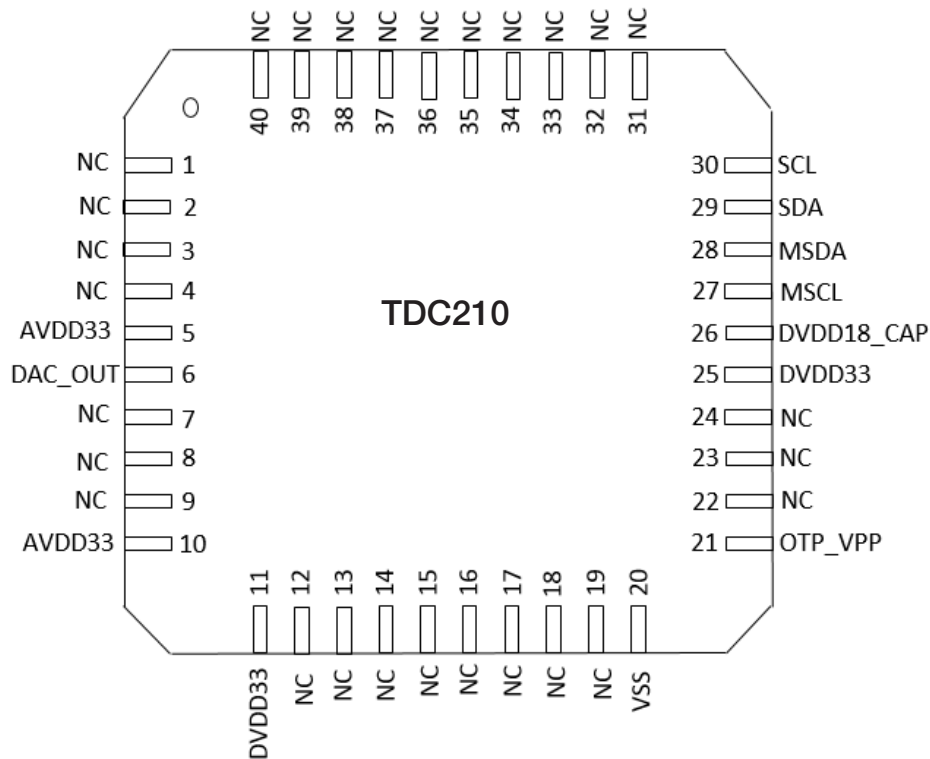 NC NC NC NC NC NC NC NC NC NC
40 39 38 37 36 35 34 33 32 31
NC 1
NC 2
NC 3
NC 4
AVDD33 5
DAC_OUT 6
NC 7
NC 8
NC 9
AVDD33 10
TDC210
30 SCL
29 SDA
28 MSDA
27 MSCL
26 DVDD18_CAP
25 DVDD33
24 NC
23 NC
22 NC
21 OTP_VPP
11 12 13 14 15 16 17 18 19 20
DVDD33 NC NC NC NC NC NC NC NC VSS